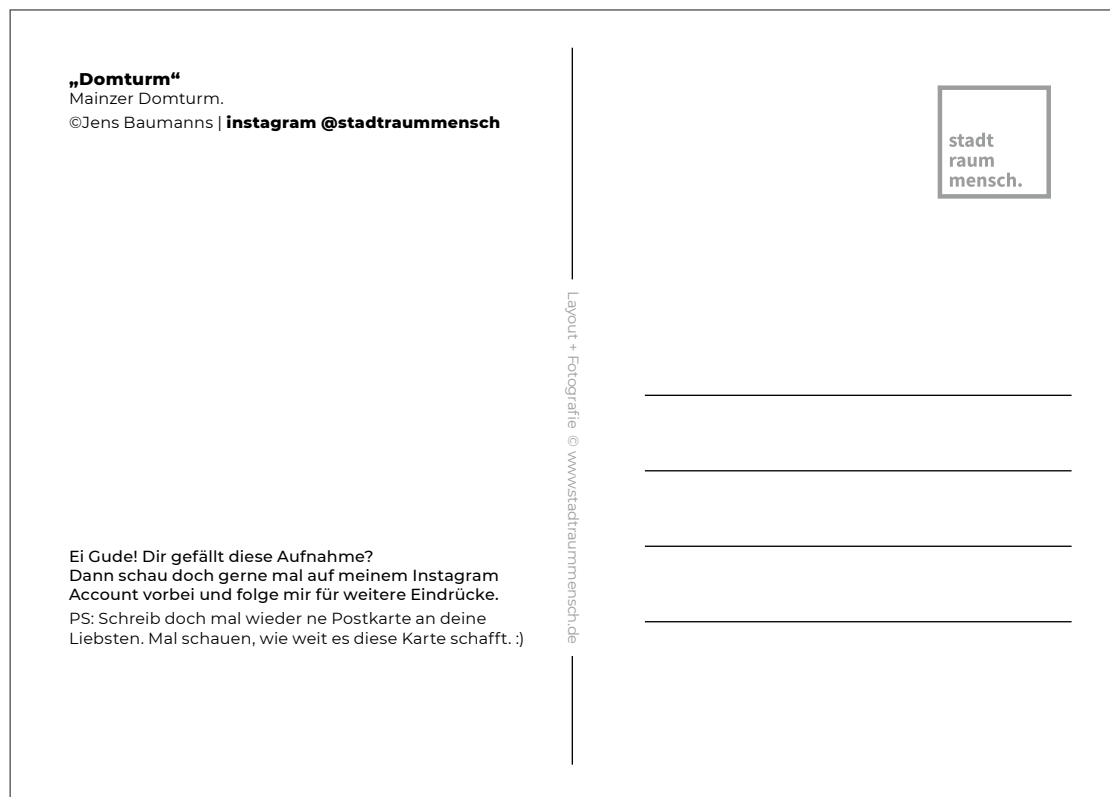 „Domturm“
Mainzer Domturm.
©Jens Baumanns | instagram @stadtraummensch
Ei Gude! Dir gefällt diese Aufnahme?
Dann schau doch gerne mal auf meinem Instagram
Account vorbei und folge mir für weitere Eindrücke.
PS: Schreib doch mal wieder ne Postkarte an deine
Liebsten. Mal schauen, wie weit es diese Karte schafft. :)
Layout + Fotografie © www.stadtraummensch.de
stadt
raum
mensch.